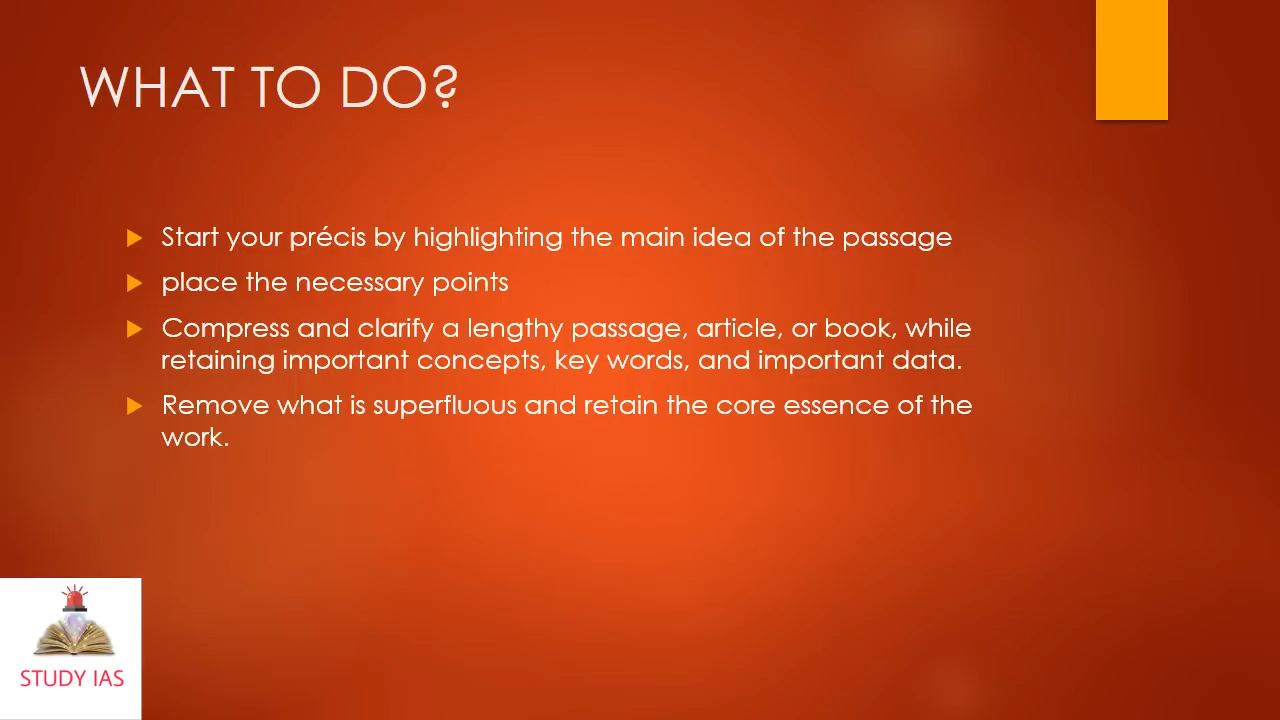 WHAT TO DO?
Start your précis by highlighting the main idea of the passage
place the necessary points
Compress and clarify a lengthy passage, article, or book, while
retaining important concepts, key words, and important data.
Remove what is superfluous and retain the core essence of the
work.
STUDY IAS